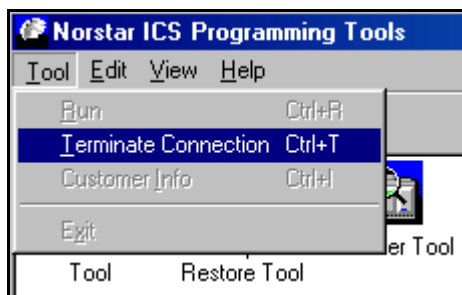 Norstar ICS Programming Tools
Tool Edit View Help
Run Ctrl+R
Terminate Connection Ctrl+T
Customer Info Ctrl+I
Exit
er Tool
Tool Restore Tool